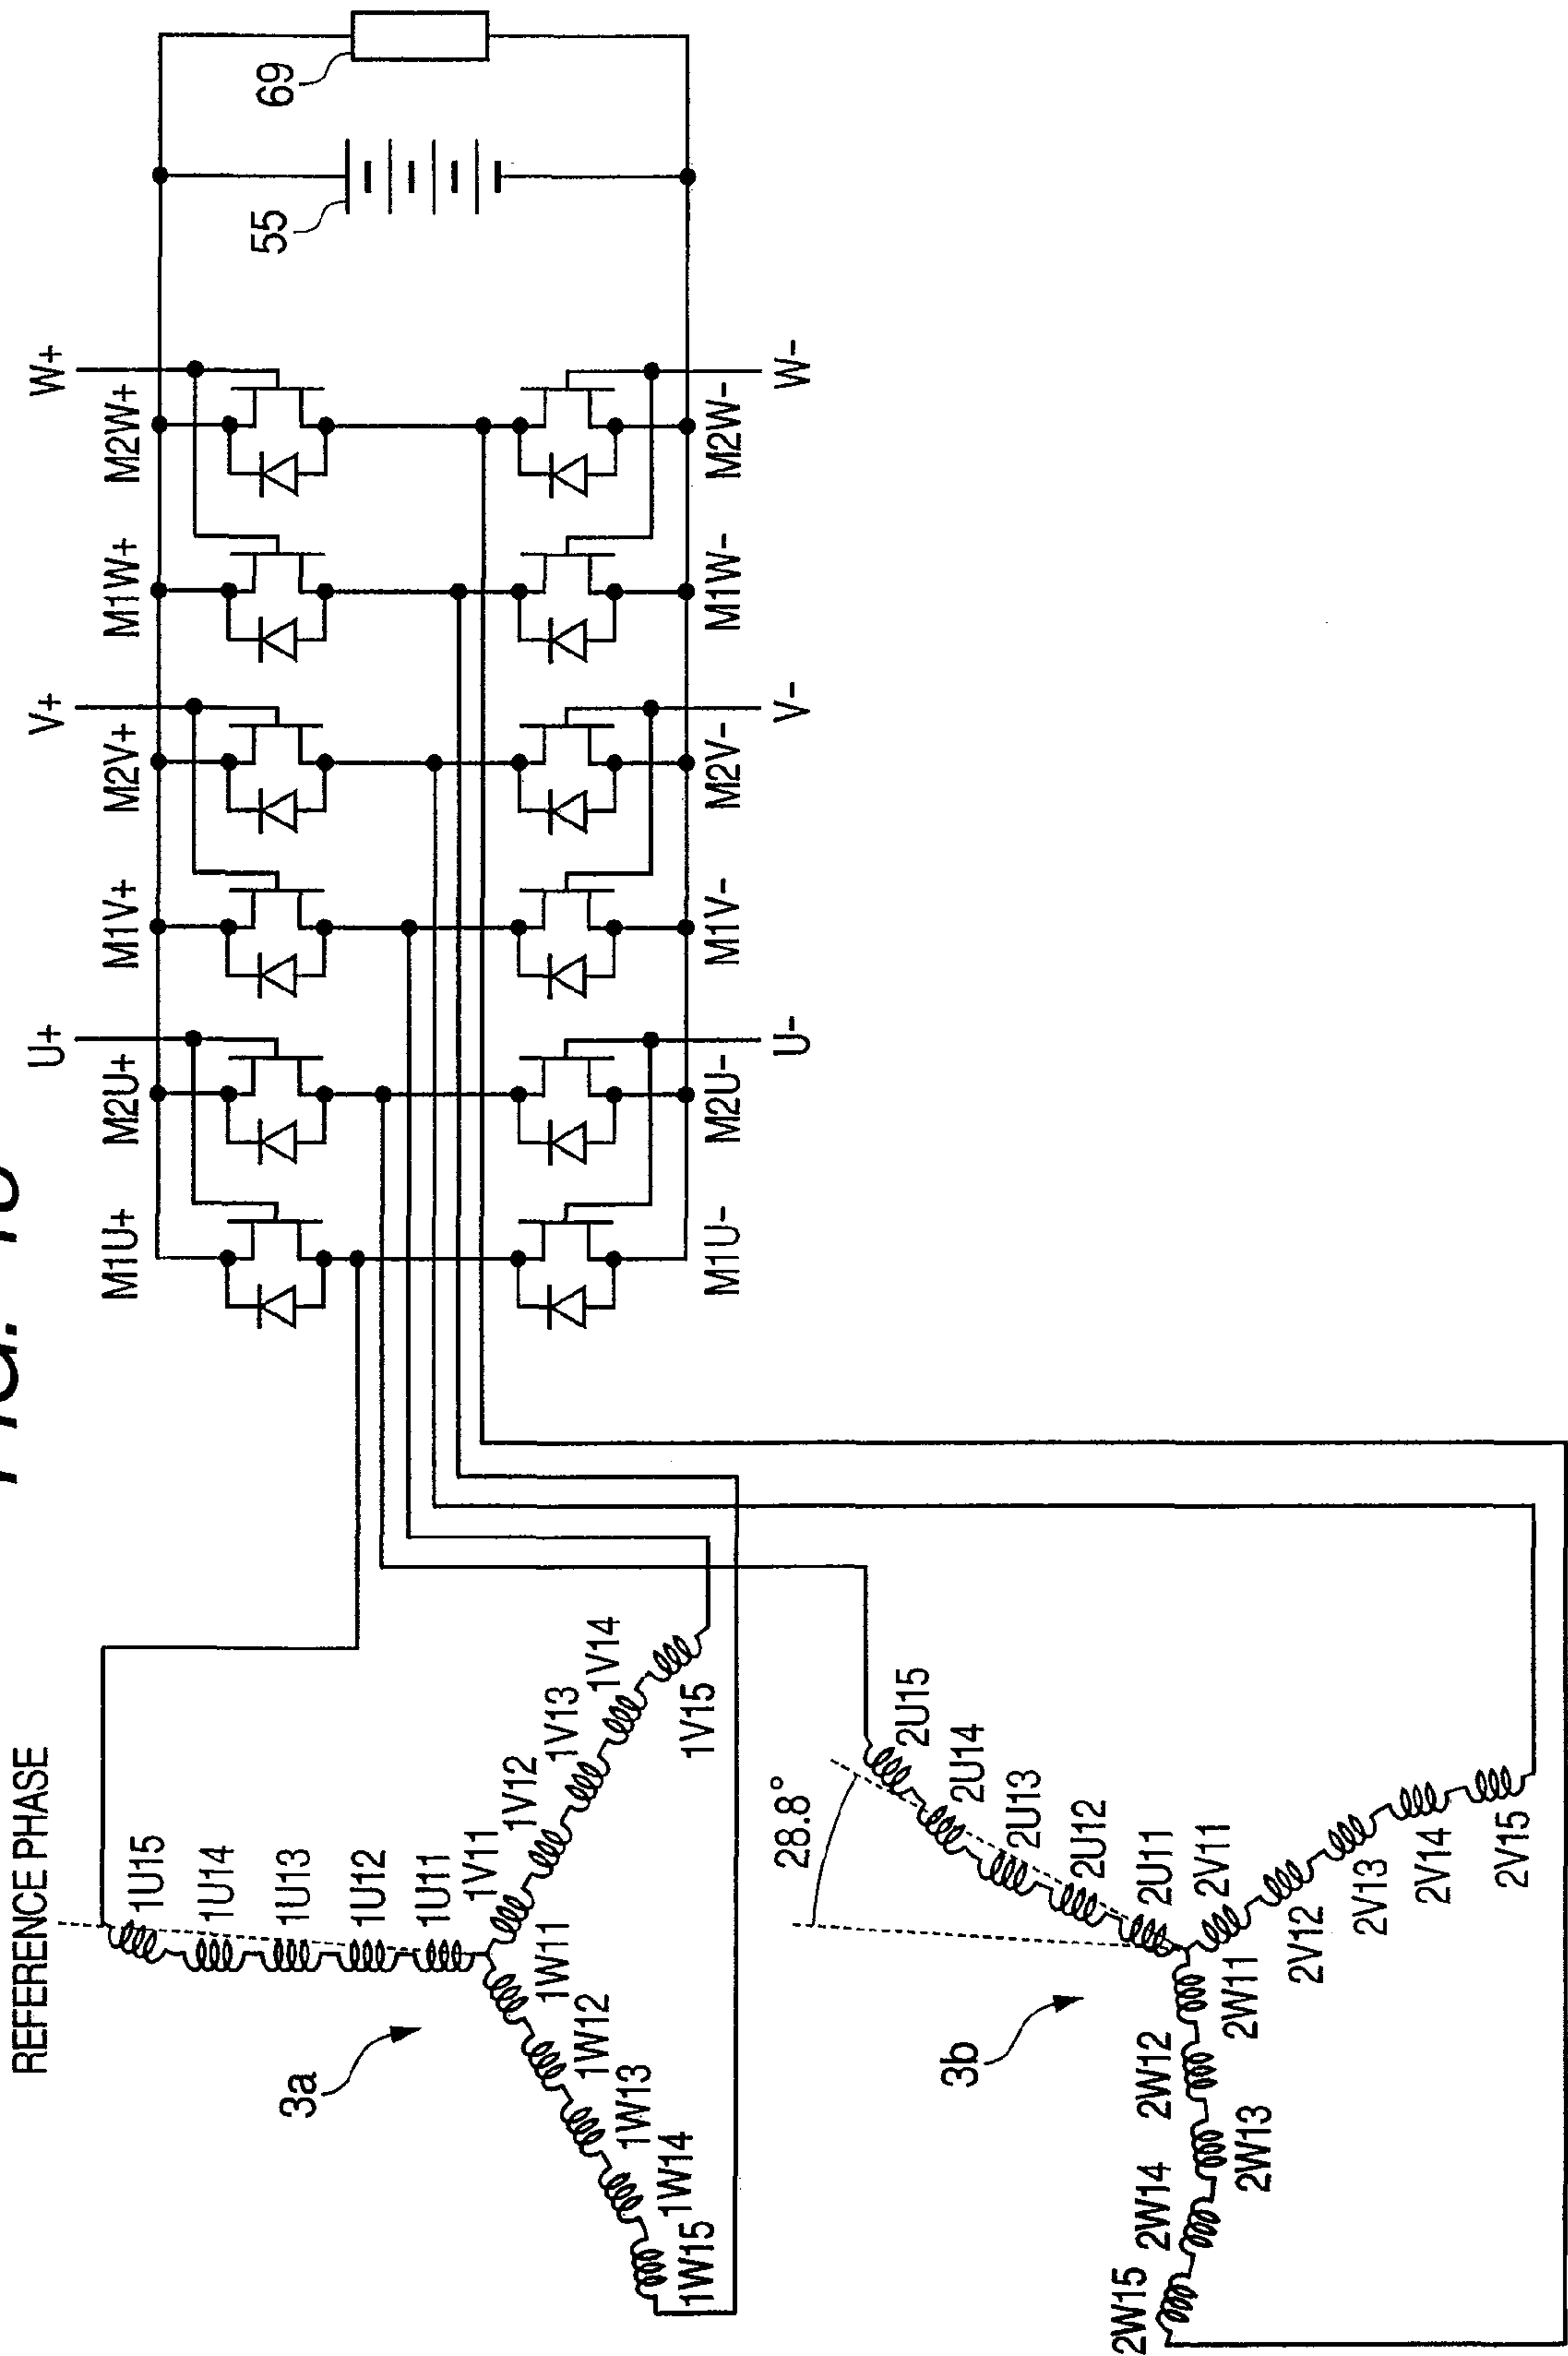 FIG.
REFERENCE PHASE
U+
V+
W+
M1U+
M2U+
M1V+
M2V+
M1W+
M2W+
1U15
1U14
1U13
1U12
1U11
1V11
1V12
1V13
1V14
1V15
1W11
1W12
1W13
1W14
1W15
3a
55
69
M1U-
M2U-
M1V-
M2V-
M1W-
M2W-
U-
V-
W-
28.8°
2U15
2U14
2U13
2U12
2U11
2V11
2V12
2V13
2V14
2V15
2W11
2W12
2W13
2W14
2W15
3b